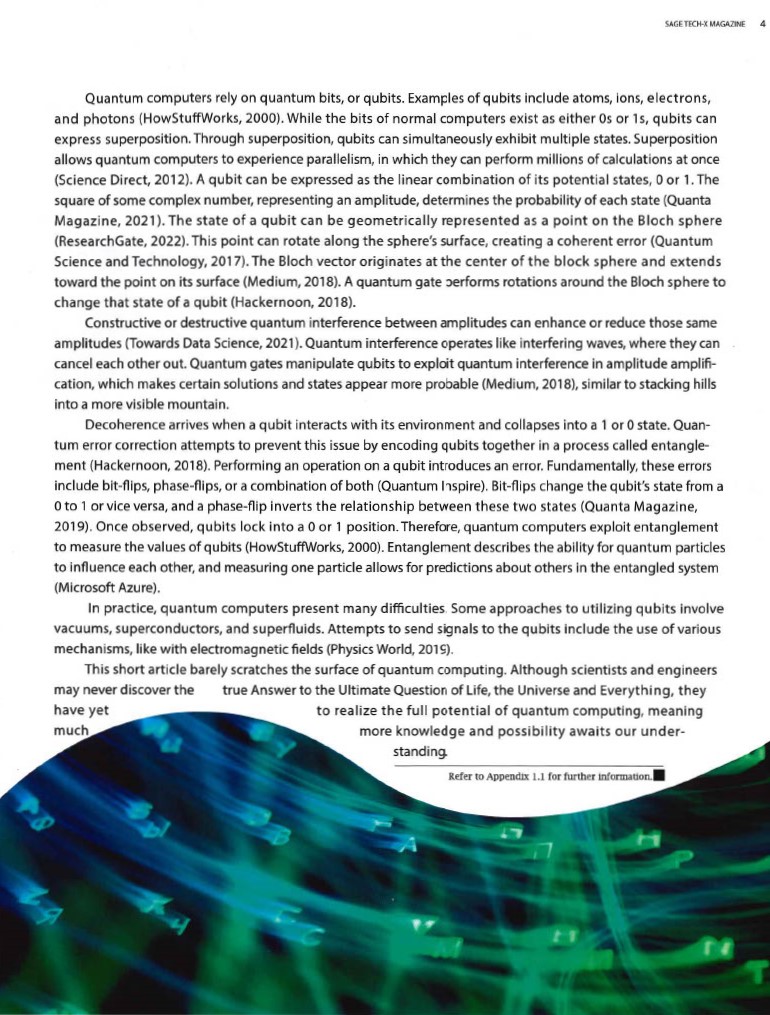 SAGE TECH-X MAGAZINE 4
Quantum computers rely on quantum bits, or qubits. Examples of qubits include atoms, ions, electrons,
and photons (HowStuffWorks, 2000). While the bits of normal computers exist as either 0s or 1s, qubits can
express superposition. Through superposition, qubits can simultaneously exhibit multiple states. Superposition
allows quantum computers to experience parallelism, in which they can perform millions of calculations at once
(Science Direct, 2012). A qubit can be expressed as the linear combination of its potential states, 0 or 1. The
square of some complex number, representing an amplitude, determines the probability of each state (Quanta
Magazine, 2021). The state of a qubit can be geometrically represented as a point on the Bloch sphere
(ResearchGate, 2022). This point can rotate along the sphere's surface, creating a coherent error (Quantum
Science and Technology, 2017). The Bloch vector originates at the center of the block sphere and extends
toward the point on its surface (Medium, 2018). A quantum gate performs rotations around the Bloch sphere to
change that state of a qubit (Hackernoon, 2018).
Constructive or destructive quantum interference between amplitudes can enhance or reduce those same
amplitudes (Towards Data Science, 2021). Quantum interference operates like interfering waves, where they can
cancel each other out. Quantum gates manipulate qubits to exploit quantum interference in amplitude amplifi-
cation, which makes certain solutions and states appear more probable (Medium, 2018), similar to stacking hills
into a more visible mountain.
Decoherence arrives when a qubit interacts with its environment and collapses into a 1 or 0 state. Quan-
tum error correction attempts to prevent this issue by encoding qubits together in a process called entangle-
ment (Hackernoon, 2018). Performing an operation on a qubit introduces an error. Fundamentally, these errors
include bit-flips, phase-flips, or a combination of both (Quantum Inspire). Bit-flips change the qubit's state from a
0 to 1 or vice versa, and a phase-flip inverts the relationship between these two states (Quanta Magazine,
2019). Once observed, qubits lock into a 0 or 1 position. Therefore, quantum computers exploit entanglement
to measure the values of qubits (HowStuffWorks, 2000). Entanglement describes the ability for quantum particles
to influence each other, and measuring one particle allows for predictions about others in the entangled system
(Microsoft Azure).
In practice, quantum computers present many difficulties. Some approaches to utilizing qubits involve
vacuums, superconductors, and superfluids. Attempts to send signals to the qubits include the use of various
mechanisms, like with electromagnetic fields (Physics World, 2019).
This short article barely scratches the surface of quantum computing. Although scientists and engineers
may never discover the true Answer to the Ultimate Question of Life, the Universe and Everything, they
have yet to realize the full potential of quantum computing, meaning
much more knowledge and possibility awaits our under-
standing.
Refer to Appendix 1.1 for further information.